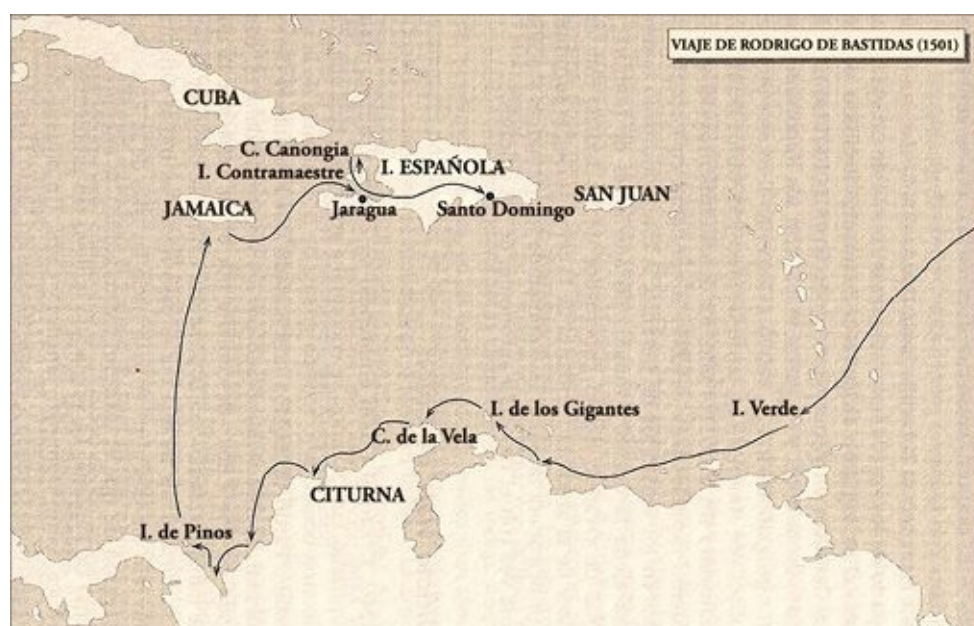 VIAJE DE RODRIGO DE BASTIDAS (1501)
CUBA
C. Canongia
I. Contramaestre
I. ESPAÑOLA
JAMAICA
Jaragua
Santo Domingo
SAN JUAN
I. de los Gigantes
I. Verde
C. de la Vela
CITURNA
I. de Pinos